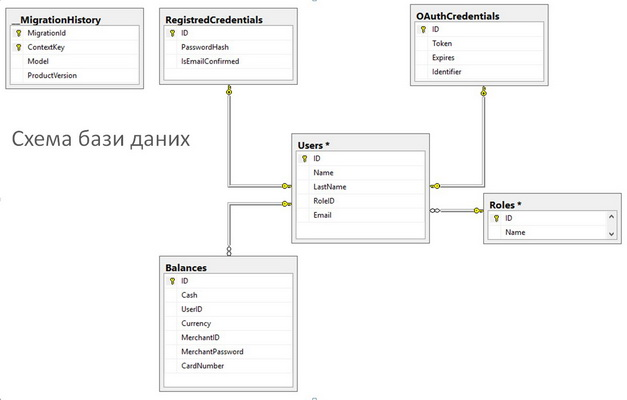 __MigrationHistory
MigrationId
ContextKey
Model
ProductVersion
RegistredCredentials
ID
PasswordHash
IsEmailConfirmed
OAuthCredentials
ID
Token
Expires
Identifier
Схема бази даних
Users *
ID
Name
LastName
RoleID
Email
Roles *
ID
Name
Balances
ID
Cash
UserID
Currency
MerchantID
MerchantPassword
CardNumber